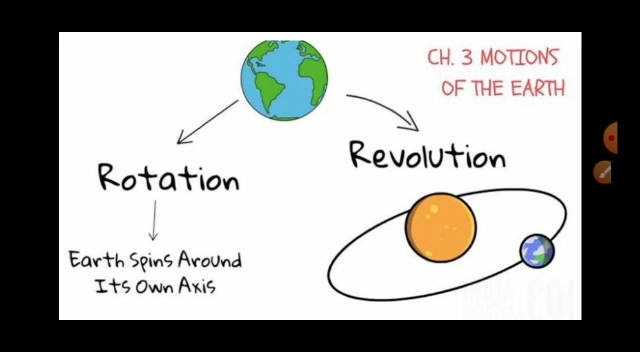 CH. 3 MOTIONS
OF THE EARTH
Rotation
Revolution
Earth Spins Around
Its Own Axis